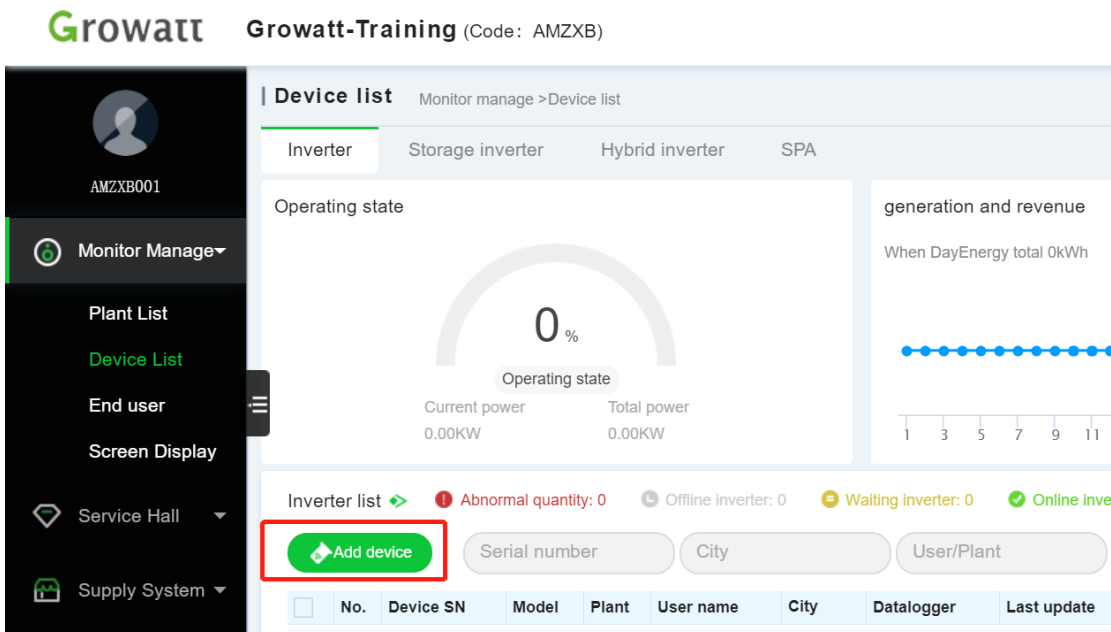 Growatt
Growatt-Training (Code: AMZXB)
AMZXB001
Monitor Manage
Plant List
Device List
End user
Screen Display
Service Hall
Supply System
Device list Monitor manage >Device list
Inverter Storage inverter Hybrid inverter SPA
Operating state
0 %
Operating state
Current power Total power
0.00KW 0.00KW
generation and revenue
When DayEnergy total 0kWh
1 3 5 7 9 11
Inverter list Abnormal quantity: 0 Offline inverter: 0 Waiting inverter: 0 Online inve
Add device Serial number City User/Plant
No. Device SN Model Plant User name City Datalogger Last update